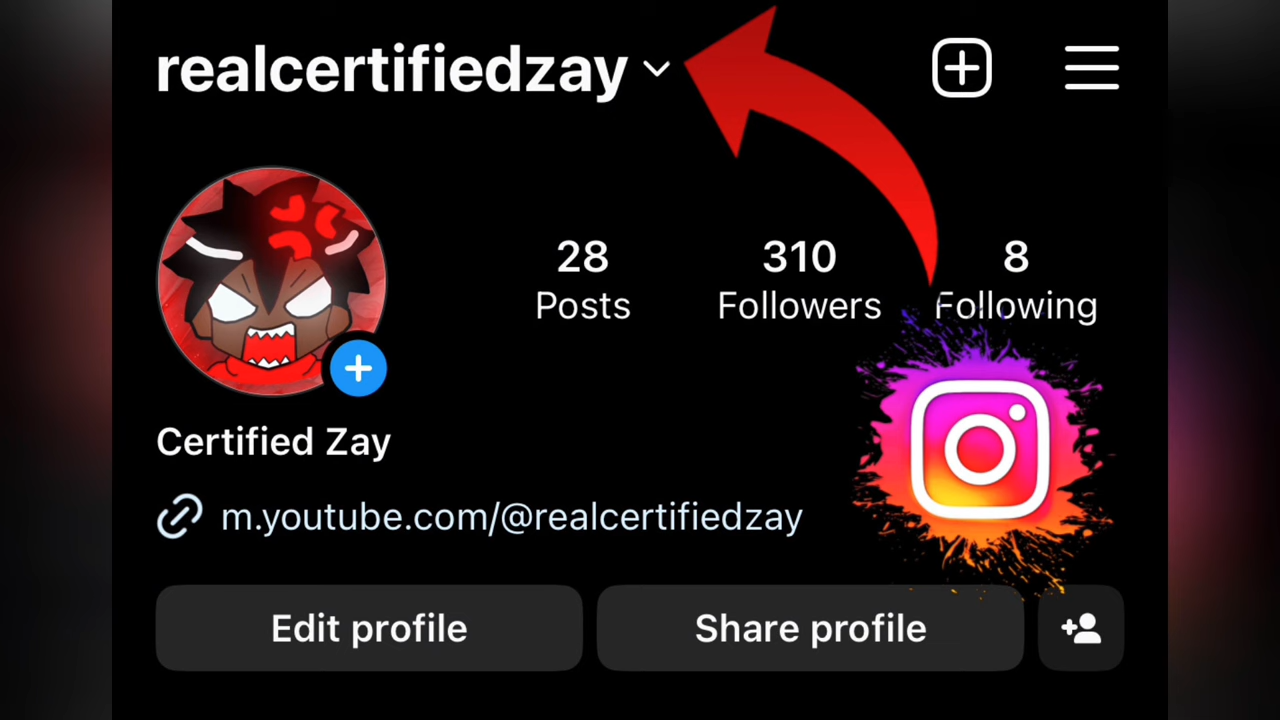 realcertifiedzay
28 310 8
Posts Followers Following
Certified Zay
m.youtube.com/@realcertifiedzay
Edit profile Share profile